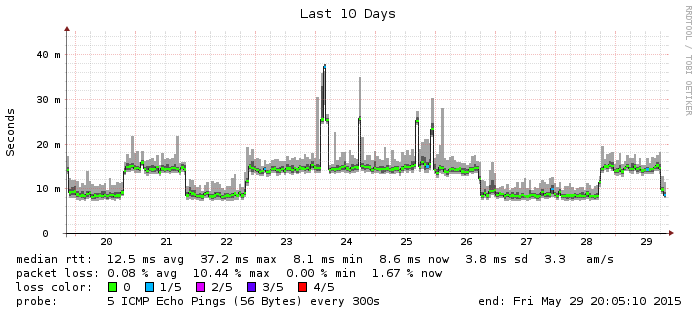 Last 10 Days
RRDTOOL / TOBI OETIKER
Seconds
40 m
30 m
20 m
10 m
0
20 21 22 23 24 25 26 27 28 29
median rtt: 12.5 ms avg 37.2 ms max 8.1 ms min 8.6 ms now 3.8 ms sd 3.3 am/s
packet loss: 0.08 % avg 10.44 % max 0.00 % min 1.67 % now
loss color: 0 1/5 2/5 3/5 4/5
probe: 5 ICMP Echo Pings (56 Bytes) every 300s end: Fri May 29 20:05:10 2015